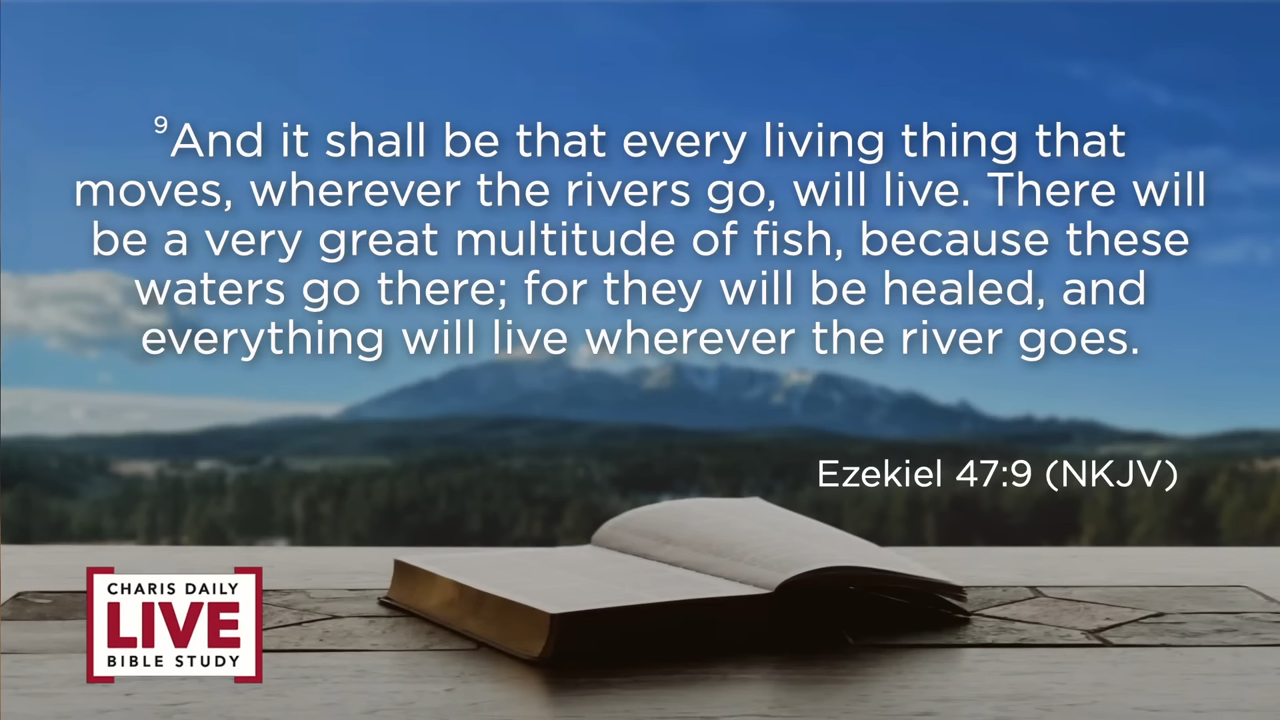 ⁹And it shall be that every living thing that
moves, wherever the rivers go, will live. There will
be a very great multitude of fish, because these
waters go there; for they will be healed, and
everything will live wherever the river goes.
Ezekiel 47:9 (NKJV)
CHARIS DAILY
LIVE
BIBLE STUDY